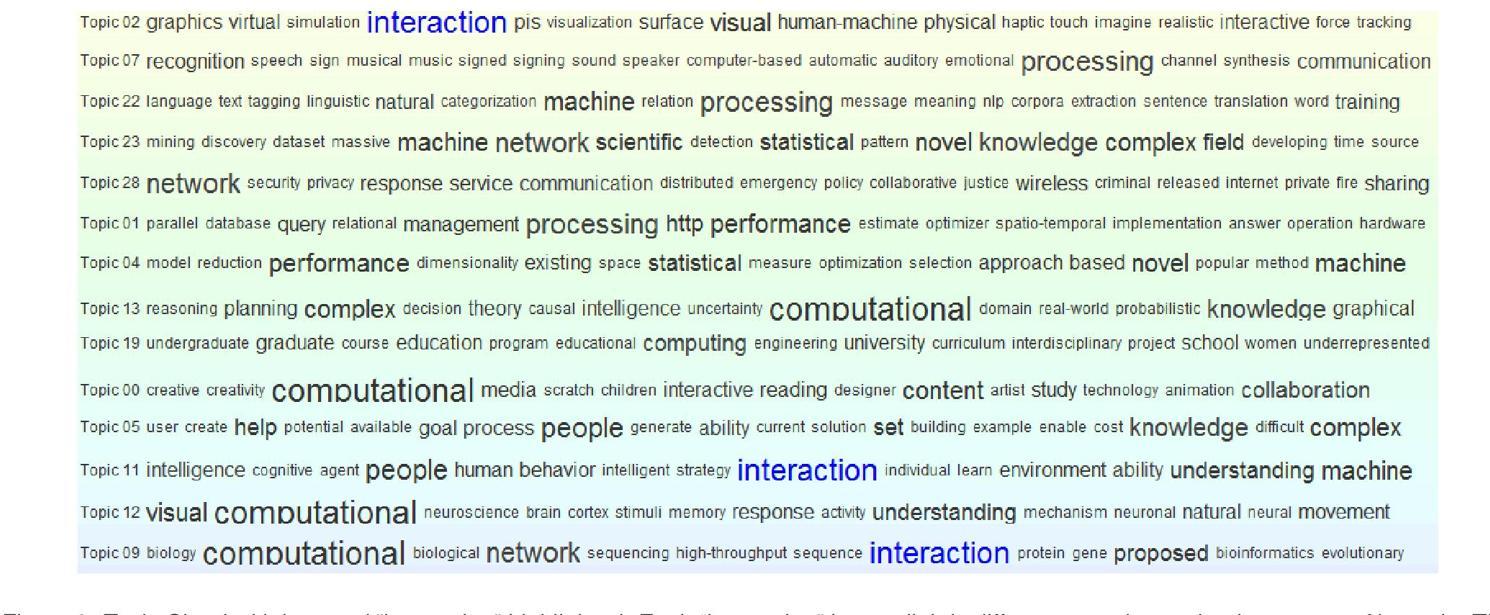 Topic 02 graphics virtual simulation interaction pis visualization surface visual human-machine physical haptic touch imagine realistic interactive force tracking
Topic 07 recognition speech sign musical music signed signing sound speaker computer-based automatic auditory emotional processing channel synthesis communication
Topic 22 language text tagging linguistic natural categorization machine relation processing message meaning nlp corpora extraction sentence translation word training
Topic 23 mining discovery dataset massive machine network scientific detection statistical pattern novel knowledge complex field developing time source
Topic 28 network security privacy response service communication distributed emergency policy collaborative justice wireless criminal released internet private fire sharing
Topic 01 parallel database query relational management processing http performance estimate optimizer spatio-temporal implementation answer operation hardware
Topic 04 model reduction performance dimensionality existing space statistical measure optimization selection approach based novel popular method machine
Topic 13 reasoning planning complex decision theory causal intelligence uncertainty computational domain real-world probabilistic knowledge graphical
Topic 19 undergraduate graduate course education program educational computing engineering university curriculum interdisciplinary project school women underrepresented
Topic 00 creative creativity computational media scratch children interactive reading designer content artist study technology animation collaboration
Topic 05 user create help potential available goal process people generate ability current solution set building example enable cost knowledge difficult complex
Topic 11 intelligence cognitive agent people human behavior intelligent strategy interaction individual learn environment ability understanding machine
Topic 12 visual computational neuroscience brain cortex stimuli memory response activity understanding mechanism neuronal natural neural movement
Topic 09 biology computational biological network sequencing high-throughput sequence interaction protein gene proposed bioinformatics evolutionary